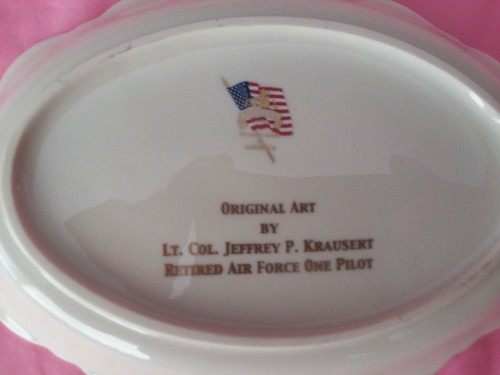 Original Art
by
Lt. Col. Jeffrey P. Krausert
Retired Air Force One Pilot